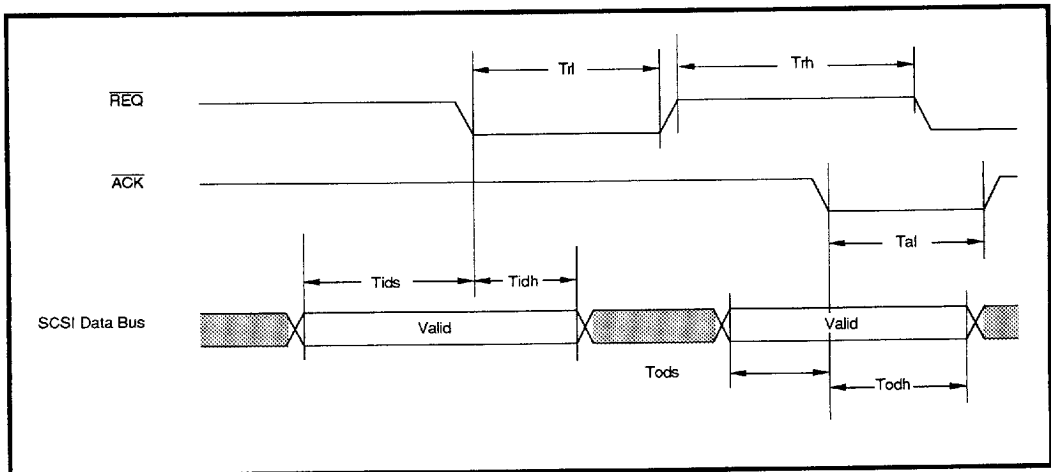 Trl
Trh
REQ
ACK
Tal
Tids
Tidh
SCSI Data Bus
Valid
Valid
Tods
Todh